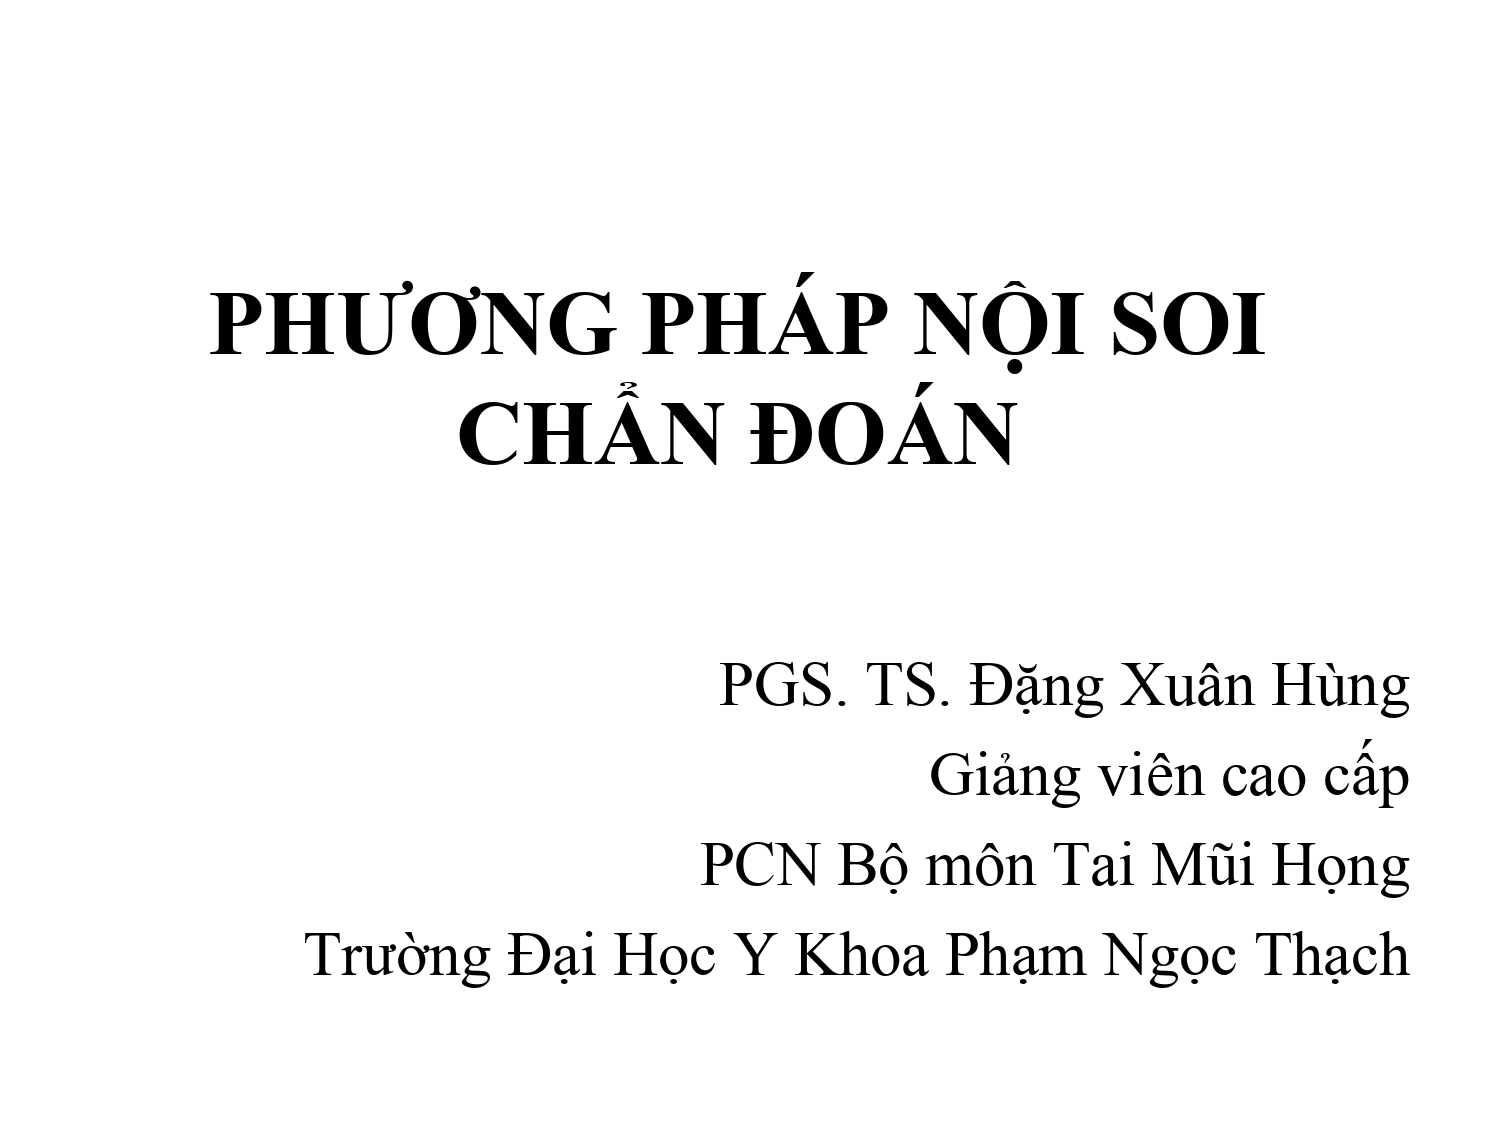 PHƯƠNG PHÁP NỘI SOI
CHẨN ĐOÁN
PGS. TS. Đặng Xuân Hùng
Giảng viên cao cấp
PCN Bộ môn Tai Mũi Họng
Trường Đại Học Y Khoa Phạm Ngọc Thạch